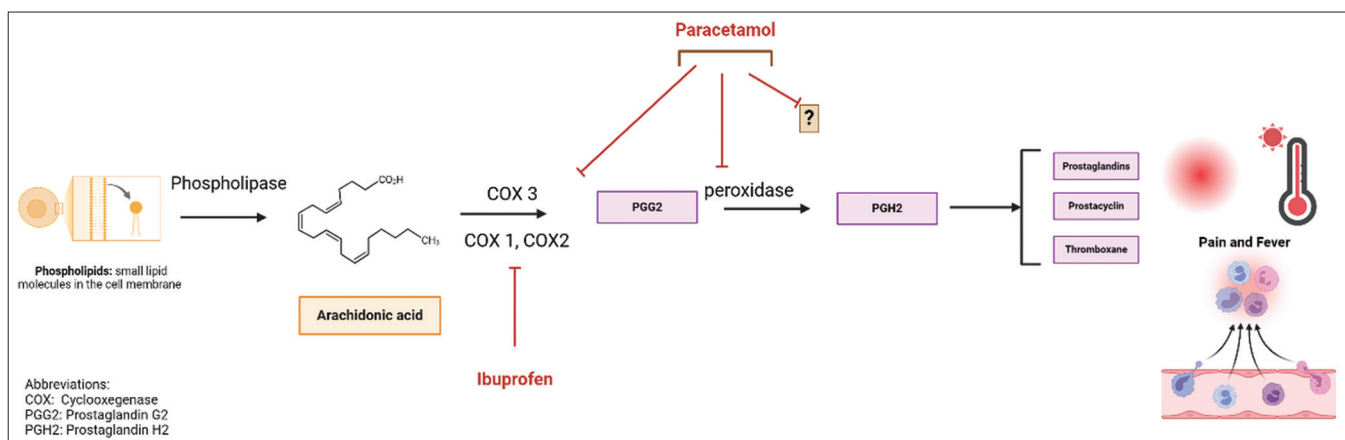 Paracetamol
?
Phospholipase
CO₂H
CH₃
COX 3
COX 1, COX2
PGG2
peroxidase
PGH2
Prostaglandins
Prostacyclin
Thromboxane
Pain and Fever
Phospholipids: small lipid
molecules in the cell membrane
Arachidonic acid
Ibuprofen
Abbreviations:
COX: Cyclooxegenase
PGG2: Prostaglandin G2
PGH2: Prostaglandin H2